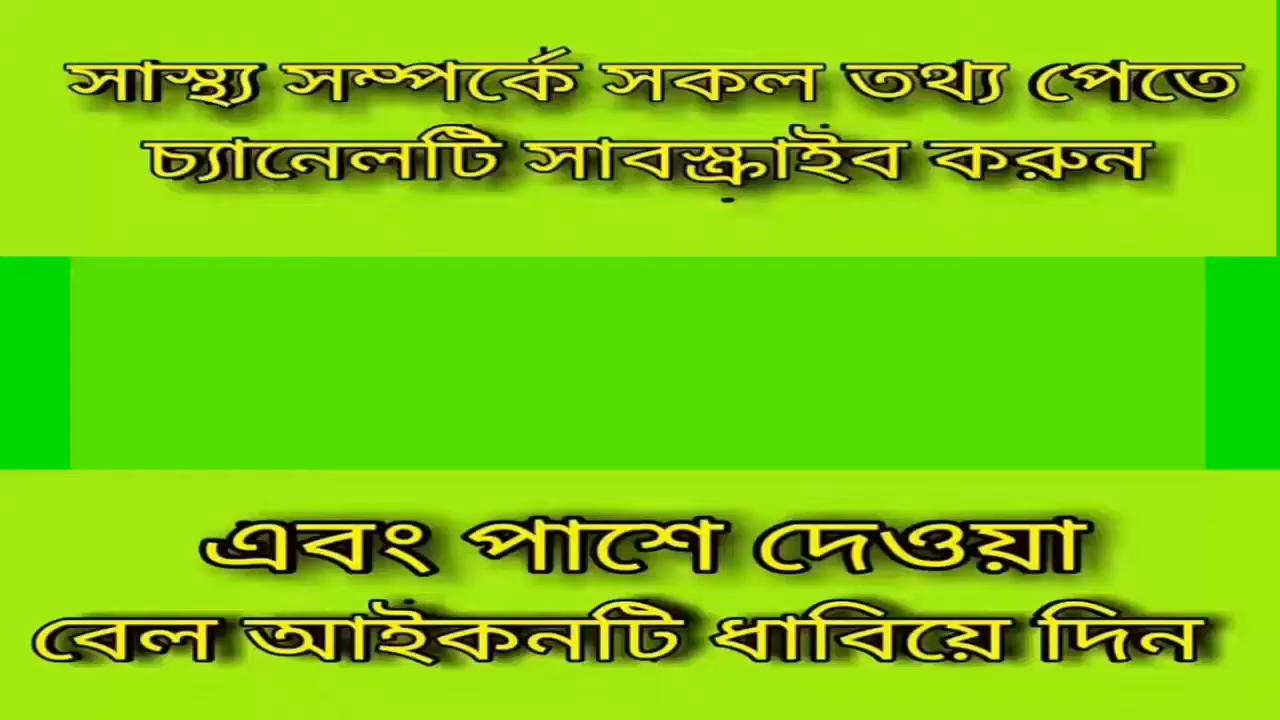 সাস্থ্য সম্পর্কে সকল তথ্য পেতে
চ্যানেলটি সাবস্ক্রাইব করুন
এবং পাশে দেওয়া
বেল আইকনটি ধাবিয়ে দিন